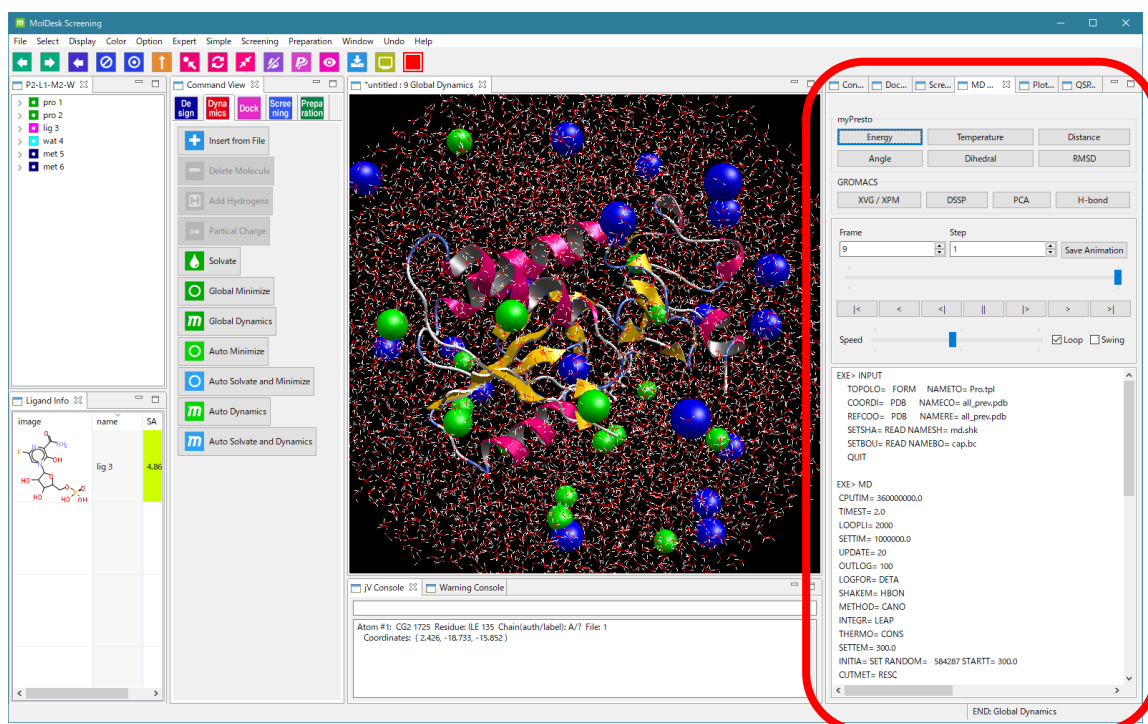 MolDesk Screening
File Select Display Color Option Expert Simple Screening Preparation Window Undo Help
P2-L1-M2-W
pro 1
pro 2
lig 3
wat 4
met 5
met 6
Ligand Info
image name SA
lig 3 4.86
F
O
NH₂
N
OH
HO
Command View
De sign
Dyna mics
Dock
Scree ning
Prepa ration
Insert from File
Delete Molecule
Add Hydrogens
Partical Charge
Solvate
Global Minimize
Global Dynamics
Auto Minimize
Auto Solvate and Minimize
Auto Dynamics
Auto Solvate and Dynamics
*untitled : 9 Global Dynamics
jV Console Warning Console
Atom #1: CG2 1725 Residue: ILE 135 Chain(auth/label): A/? File: 1
Coordinates: ( 2.426, -18.733, -15.852 )
Con... Doc... Scre... MD ... Plot... QSP...
myPresto
Energy Temperature Distance
Angle Dihedral RMSD
GROMACS
XVG / XPM DSSP PCA H-bond
Frame Step
9 1 Save Animation
|< < <| || |> > >|
Speed Loop Swing
EXE> INPUT
TOPOLO= FORM NAMETO= Pro.tpl
COORDI= PDB NAMECO= all_prev.pdb
REFCOO= PDB NAMERE= all_prev.pdb
SETSHA= READ NAMESH= md.shk
SETBOU= READ NAMEBO= cap.bc
QUIT
EXE> MD
CPUTIM= 360000000.0
TIMEST= 2.0
LOOPLI= 2000
SETTIM= 1000000.0
UPDATE= 20
OUTLOG= 100
LOGFOR= DETA
SHAKEM= HBON
METHOD= CANO
INTEGR= LEAP
THERMO= CONS
SETTEM= 300.0
INITIA= SET RANDOM= 584287 STARTT= 300.0
CUTMET= RESC
END: Global Dynamics